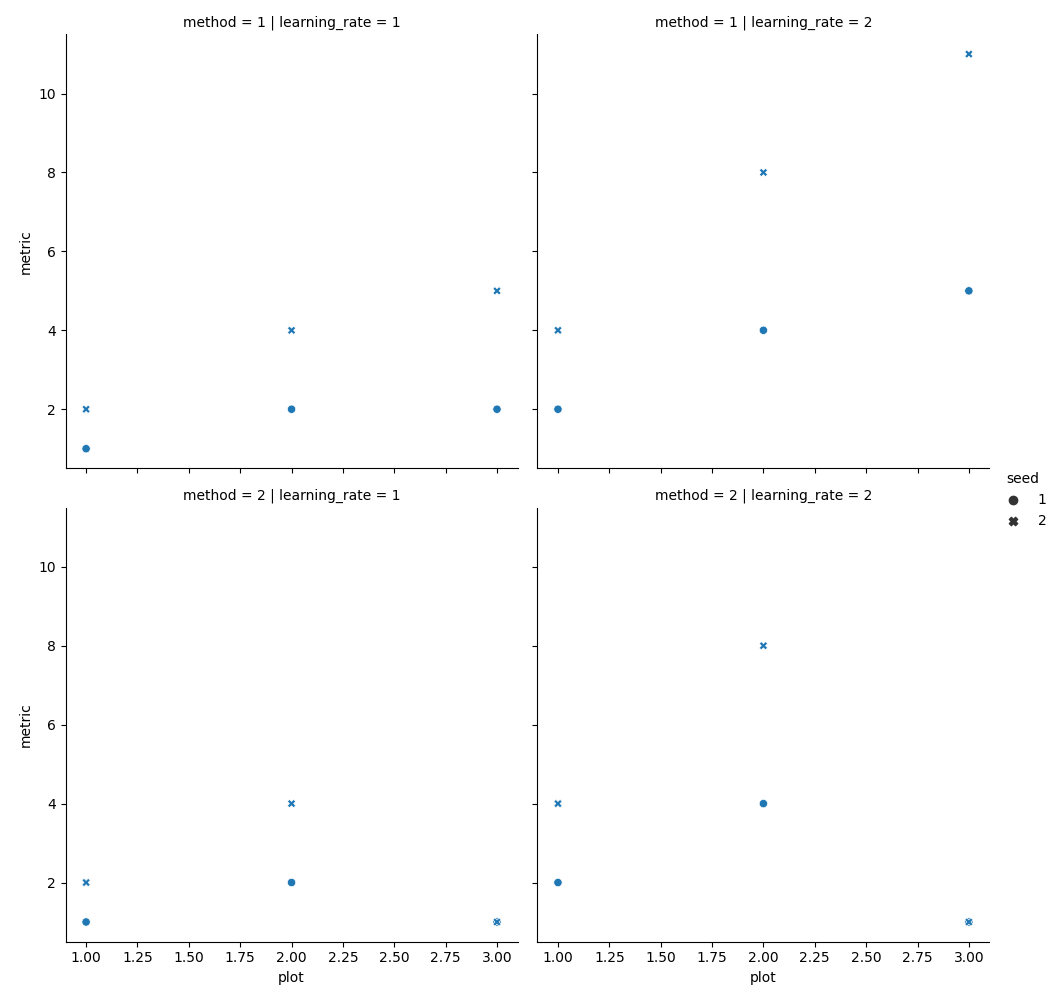 method = 1 | learning_rate = 1
method = 1 | learning_rate = 2
10
8
6
4
2
metric
seed
1
2
method = 2 | learning_rate = 1
method = 2 | learning_rate = 2
10
8
6
4
2
metric
1.00 1.25 1.50 1.75 2.00 2.25 2.50 2.75 3.00
plot
1.00 1.25 1.50 1.75 2.00 2.25 2.50 2.75 3.00
plot